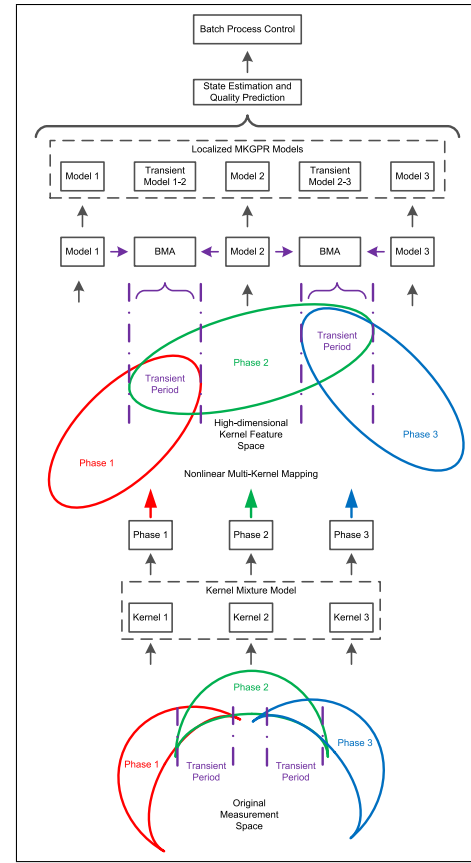 Batch Process Control
State Estimation and
Quality Prediction
Localized MKGPR Models
Model 1
Transient
Model 1-2
Model 2
Transient
Model 2-3
Model 3
Model 1
BMA
Model 2
BMA
Model 3
Transient
Period
Phase 2
Transient
Period
Phase 3
Phase 1
High-dimensional
Kernel Feature
Space
Nonlinear Multi-Kernel Mapping
Phase 1
Phase 2
Phase 3
Kernel Mixture Model
Kernel 1
Kernel 2
Kernel 3
Phase 2
Phase 3
Phase 1
Transient
Period
Transient
Period
Original
Measurement
Space